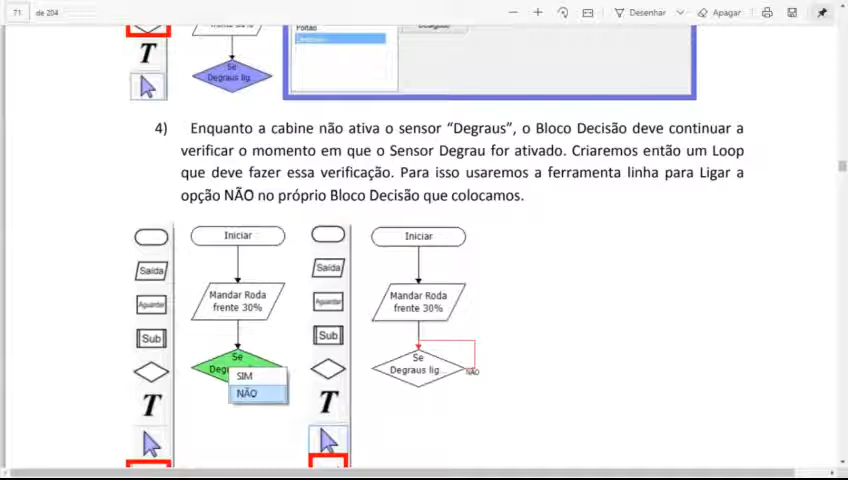 71 de 204 Desenhar Apagar
Portão
T
Se
Degraus lig...
4) Enquanto a cabine não ativa o sensor “Degraus”, o Bloco Decisão deve continuar a
verificar o momento em que o Sensor Degrau for ativado. Criaremos então um Loop
que deve fazer essa verificação. Para isso usaremos a ferramenta linha para Ligar a
opção NÃO no próprio Bloco Decisão que colocamos.
Saída
Aguardar
Sub
T
Iniciar
Mandar Roda
frente 30%
Se
SIM
NÃO
Saída
Aguardar
Sub
T
Iniciar
Mandar Roda
frente 30%
Se
Degraus lig...
NÃO